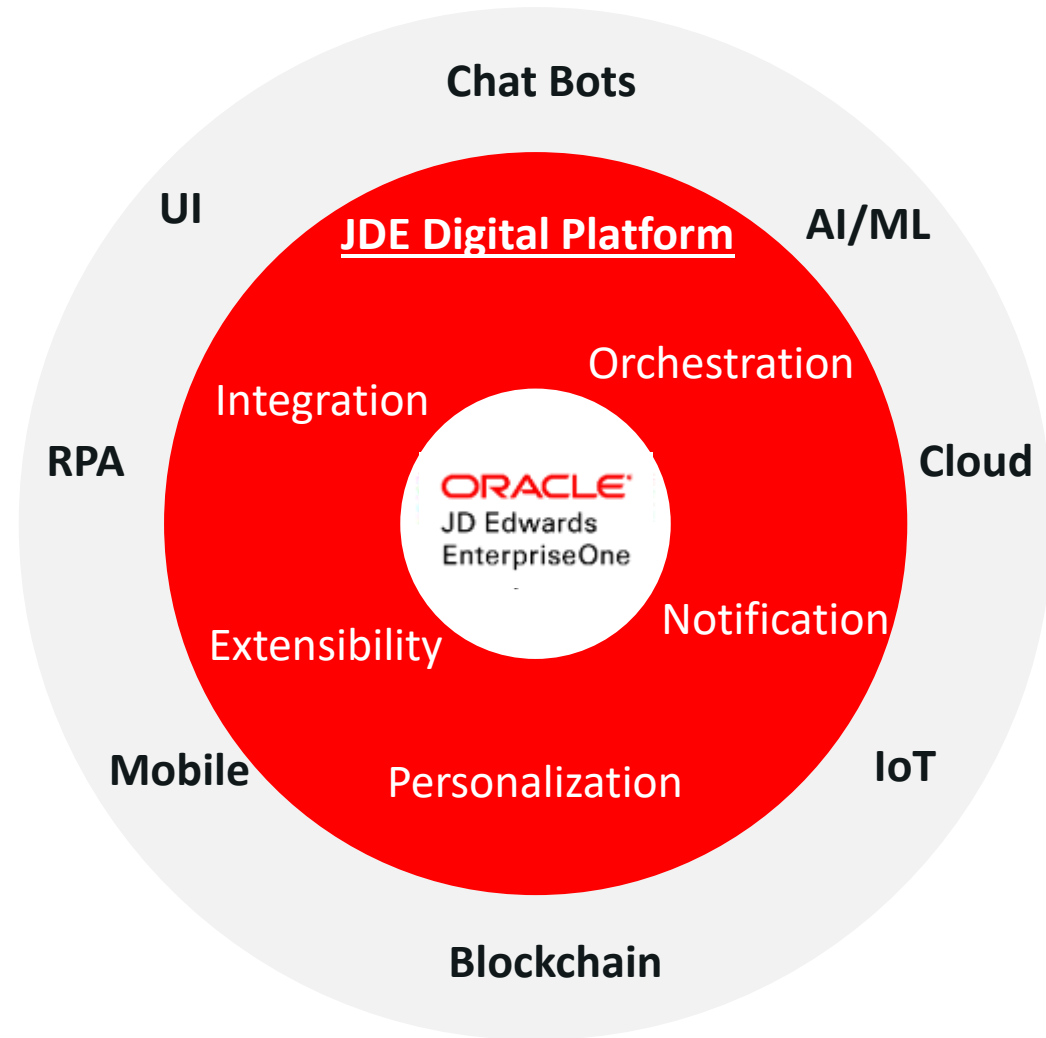 Chat Bots
UI
AI/ML
JDE Digital Platform
Orchestration
Integration
RPA
Cloud
ORACLE
JD Edwards
EnterpriseOne
Notification
Extensibility
Mobile
IoT
Personalization
Blockchain